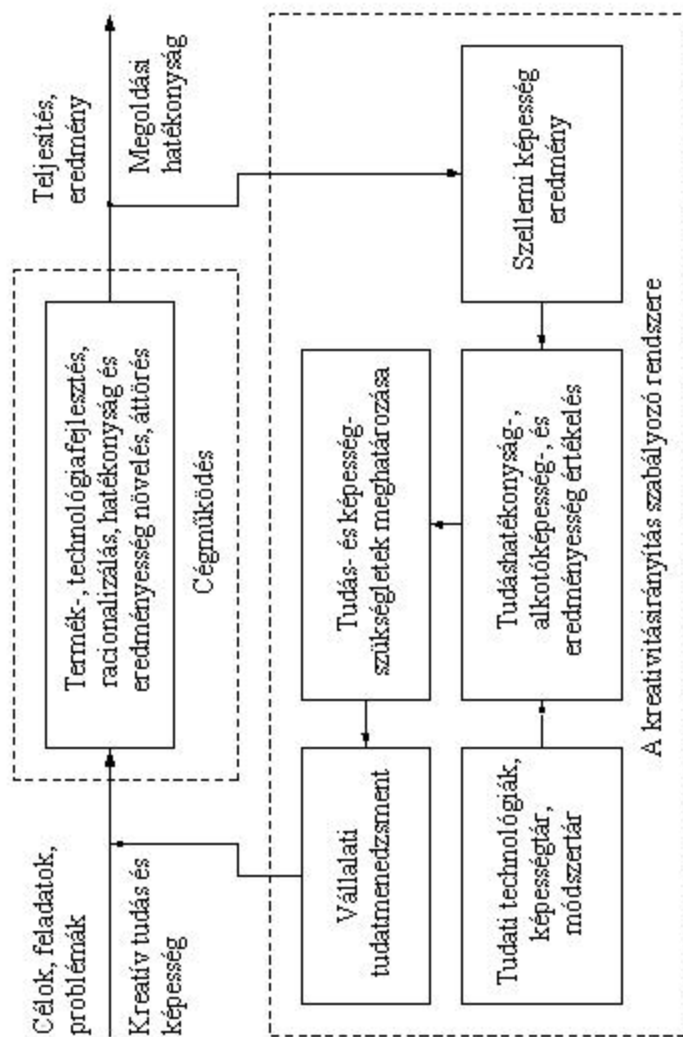 Célok, feladatok,
problémák
Kreatív tudás és
képesség
Termék-, technológiafejlesztés,
racionalizálás, hatékonyság és
eredményesség növelés, áttörés
Cégműködés
Teljesítés,
eredmény
Megoldási
hatékonyság
Vállalati
tudatmenedzsment
Tudás- és képesség-
szükségletek meghatározása
Tudati technológiák,
képességtár,
módszertár
Tudáshatékonyság-,
alkotóképesség-, és
eredményesség értékelés
Szellemi képesség
eredmény
A kreativitásirányítás szabályozó rendszere